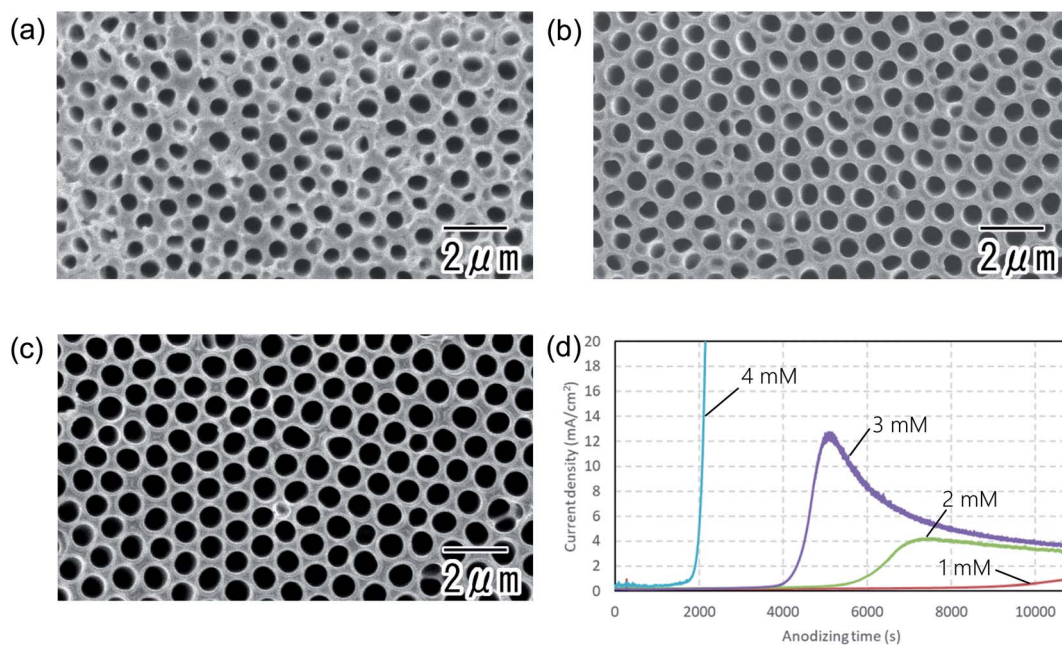 (a)
2μm
(b)
2μm
(c)
2μm
(d)
20
18
16
14
12
10
8
6
4
2
0
Current density (mA/cm²)
4 mM
3 mM
2 mM
1 mM
0
2000
4000
6000
8000
10000
Anodizing time (s)